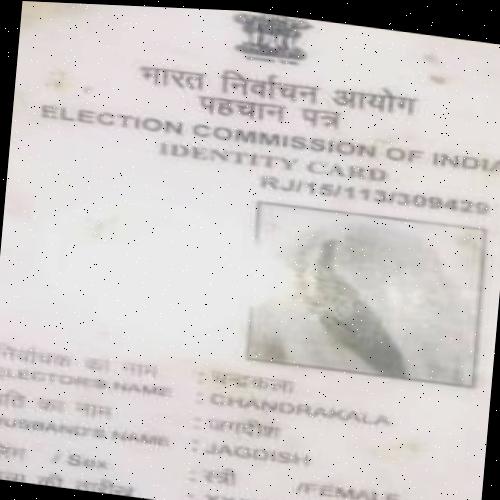 भारत निर्वाचन आयोग
पहचान पत्र
ELECTION COMMISSION OF INDIA
IDENTITY CARD
RJ/15/113/309429
निर्वाचक का नाम : चन्द्रकला
ELECTOR'S NAME : CHANDRAKALA
पति का नाम : जगदीश
HUSBAND'S NAME : JAGDISH
लिंग / Sex : स्त्री /FEMALE